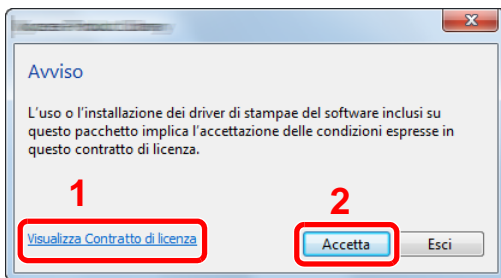 Avviso
L'uso o l'installazione dei driver di stampae del software inclusi su
questo pacchetto implica l'accettazione delle condizioni espresse in
questo contratto di licenza.
1
2
Visualizza Contratto di licenza
Accetta
Esci